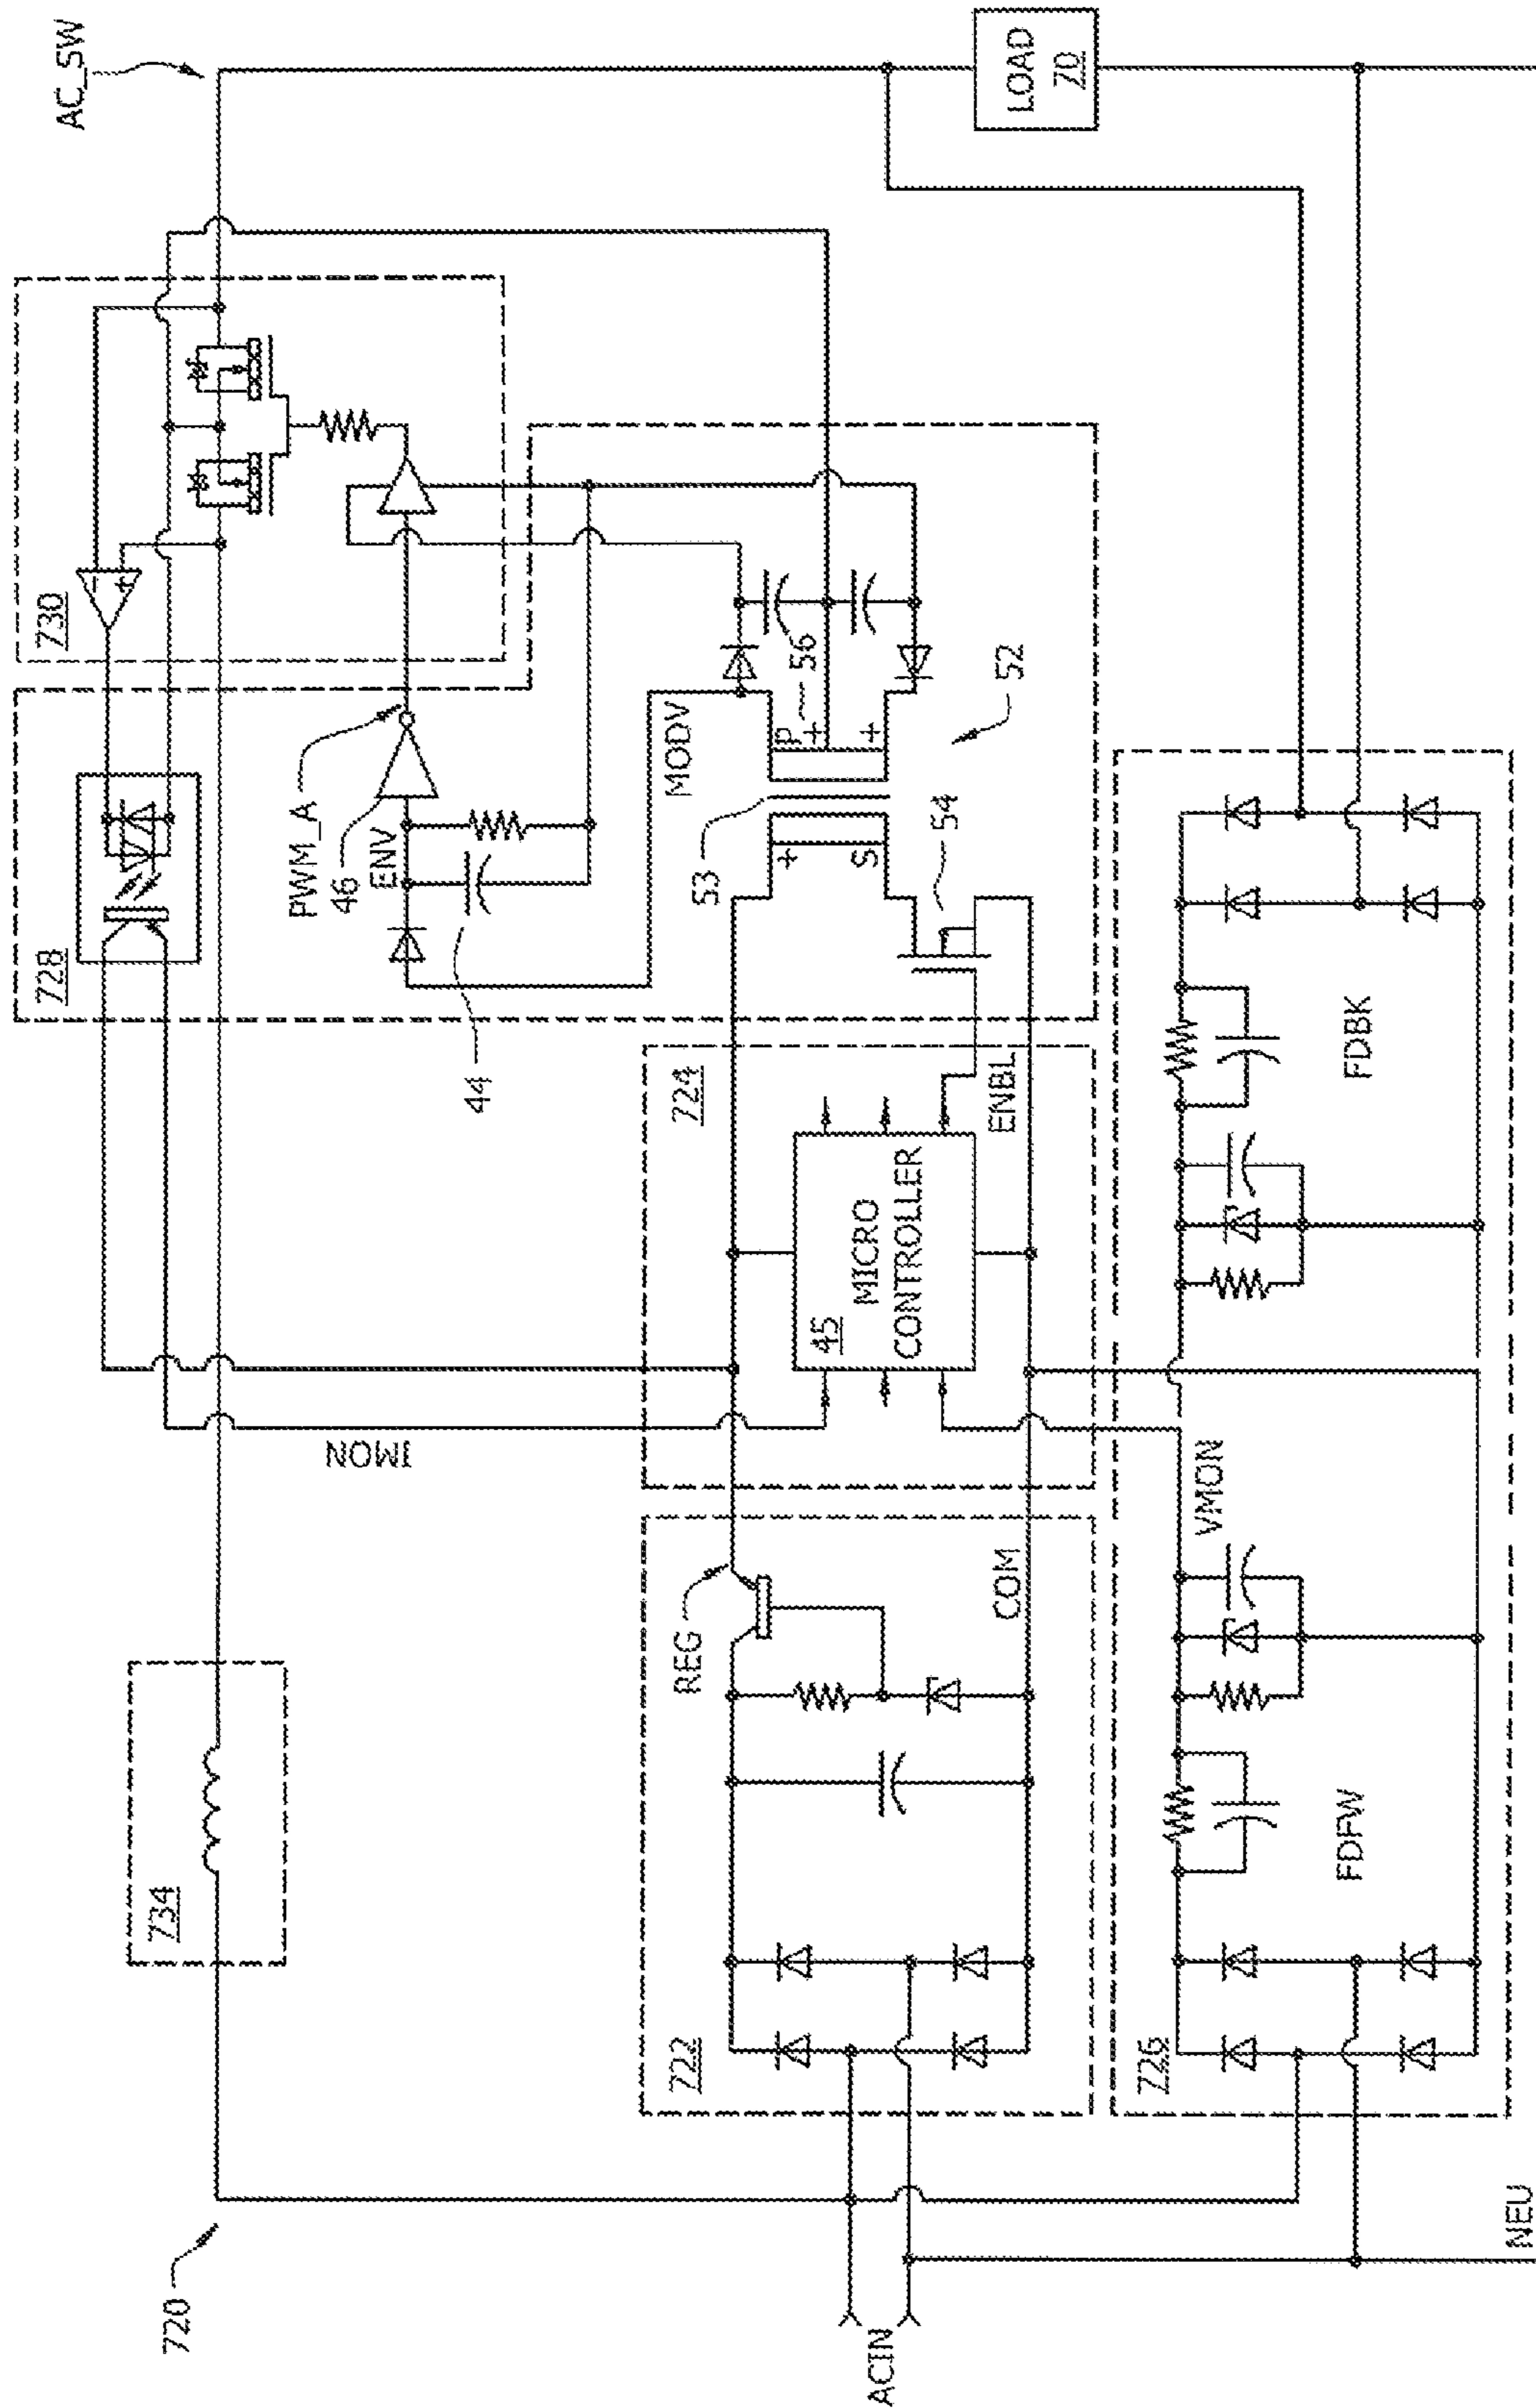 720
734
AC_SW
730
728
PWM_A
46
ENV
44
MODV
P
+
56
+
52
53
+
S
54
IMON
724
45
MICRO
CONTROLLER
ENBL
722
REG
COM
ACIN
726
VMON
FDFW
FDBK
LOAD
70
NEU
-
+